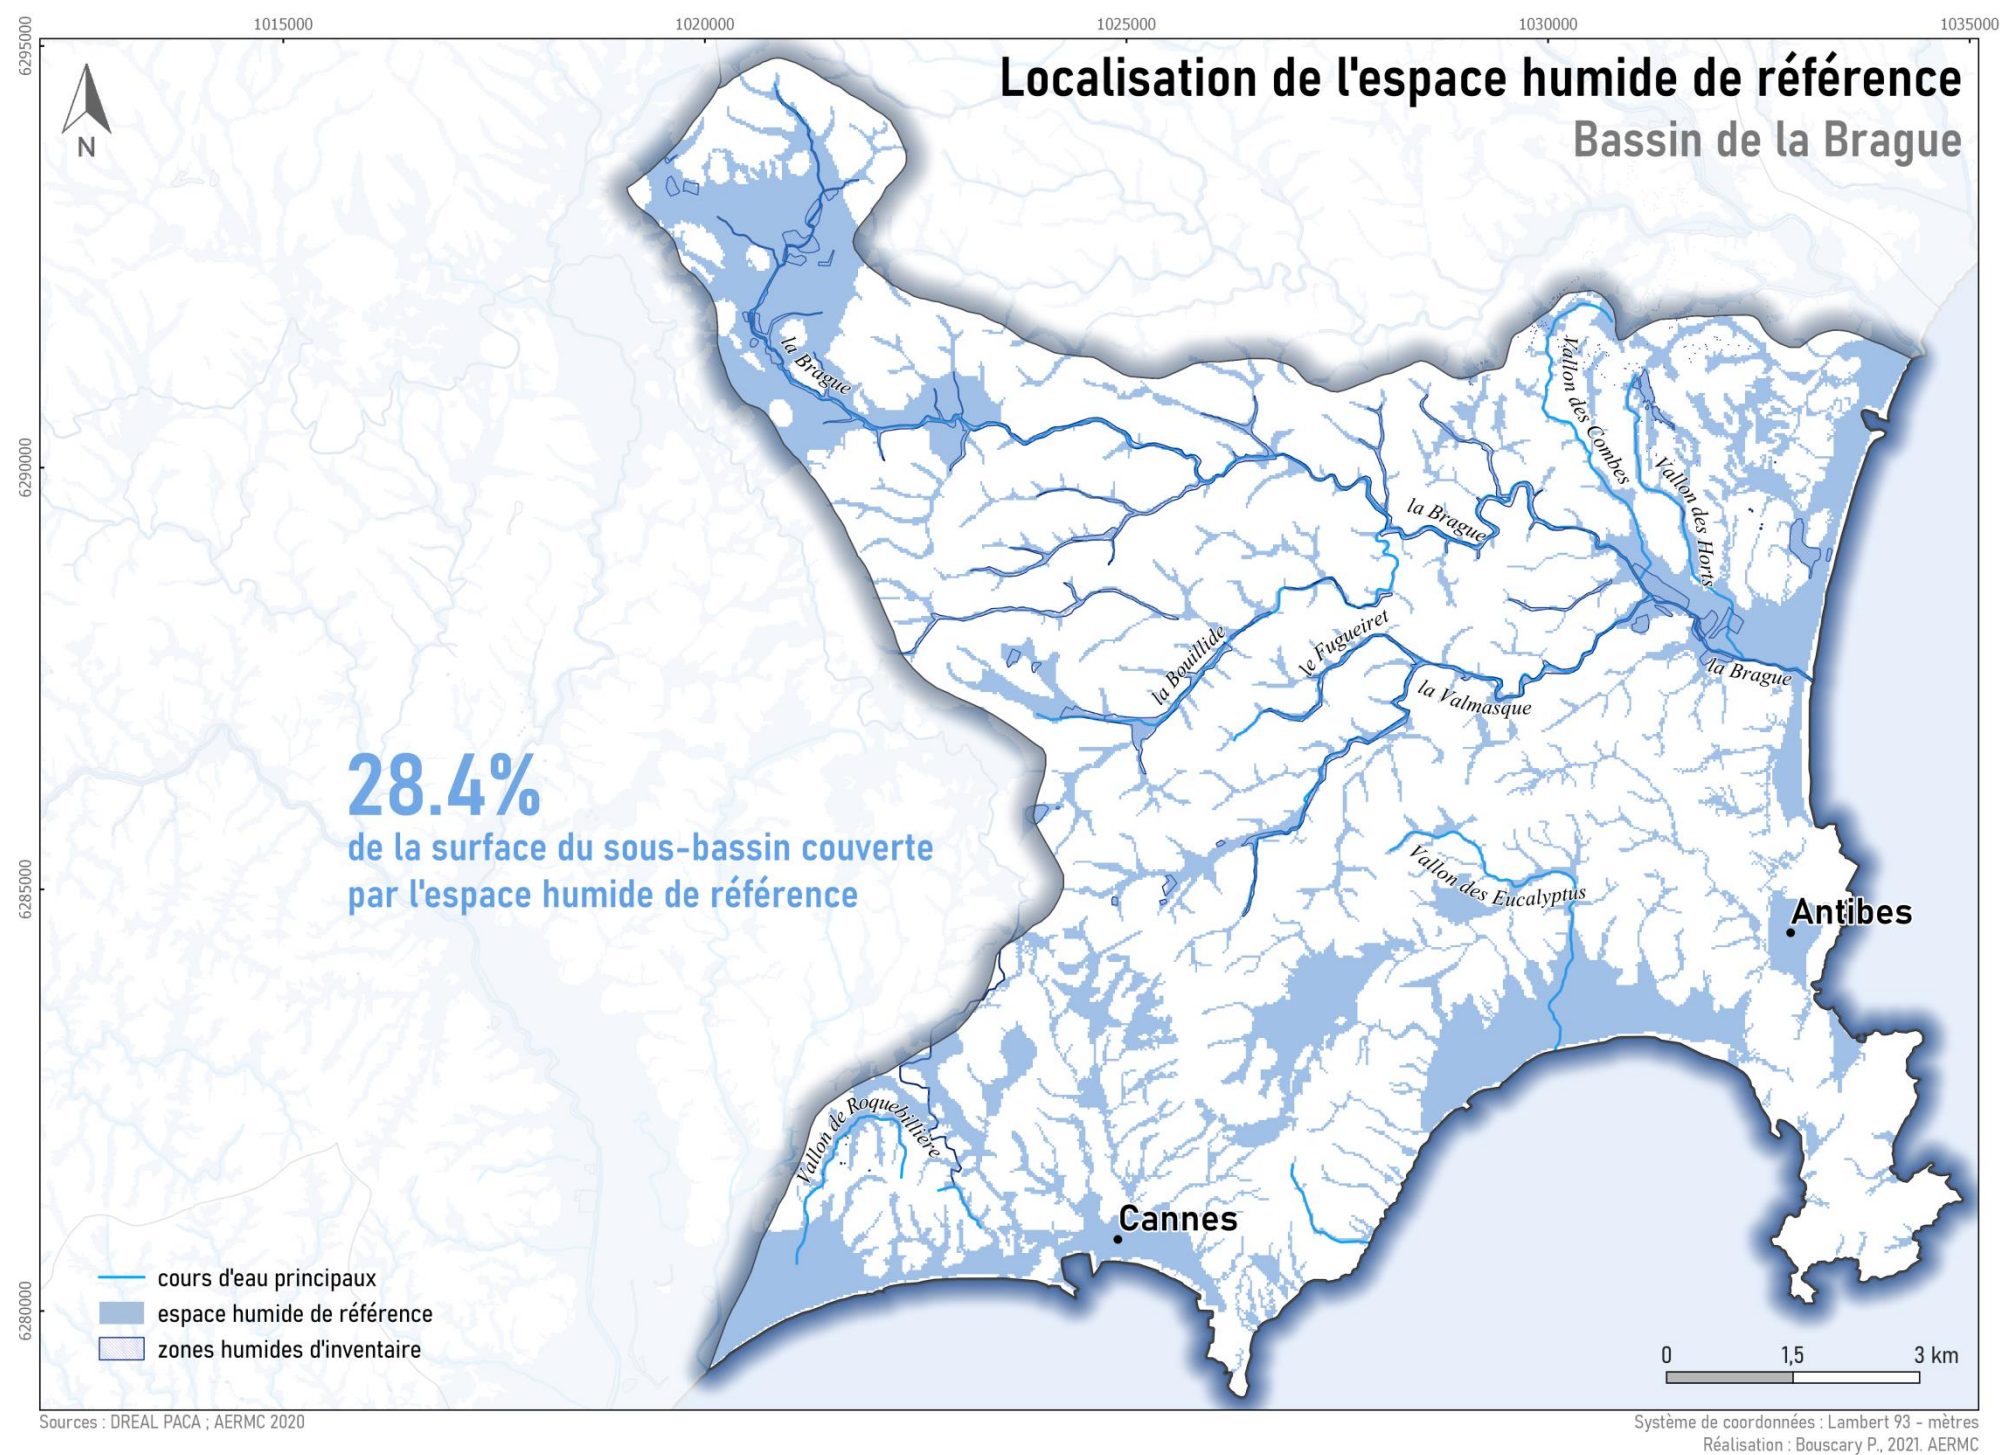 1015000
1020000
1025000
1030000
1035000
6295000
6290000
6285000
6280000
Localisation de l'espace humide de référence
Bassin de la Brague
N
la Brague
Vallon des Combes
Vallon des Horts
la Brague
la Bouillide
le Fugueiret
la Valmasque
la Brague
28.4%
de la surface du sous-bassin couverte
par l'espace humide de référence
Vallon des Eucalyptus
Antibes
Vallon de Roquebillière
Cannes
cours d'eau principaux
espace humide de référence
zones humides d'inventaire
0 1,5 3 km
Sources : DREAL PACA ; AERMC 2020
Système de coordonnées : Lambert 93 - mètres
Réalisation : Bouscary P., 2021. AERMC